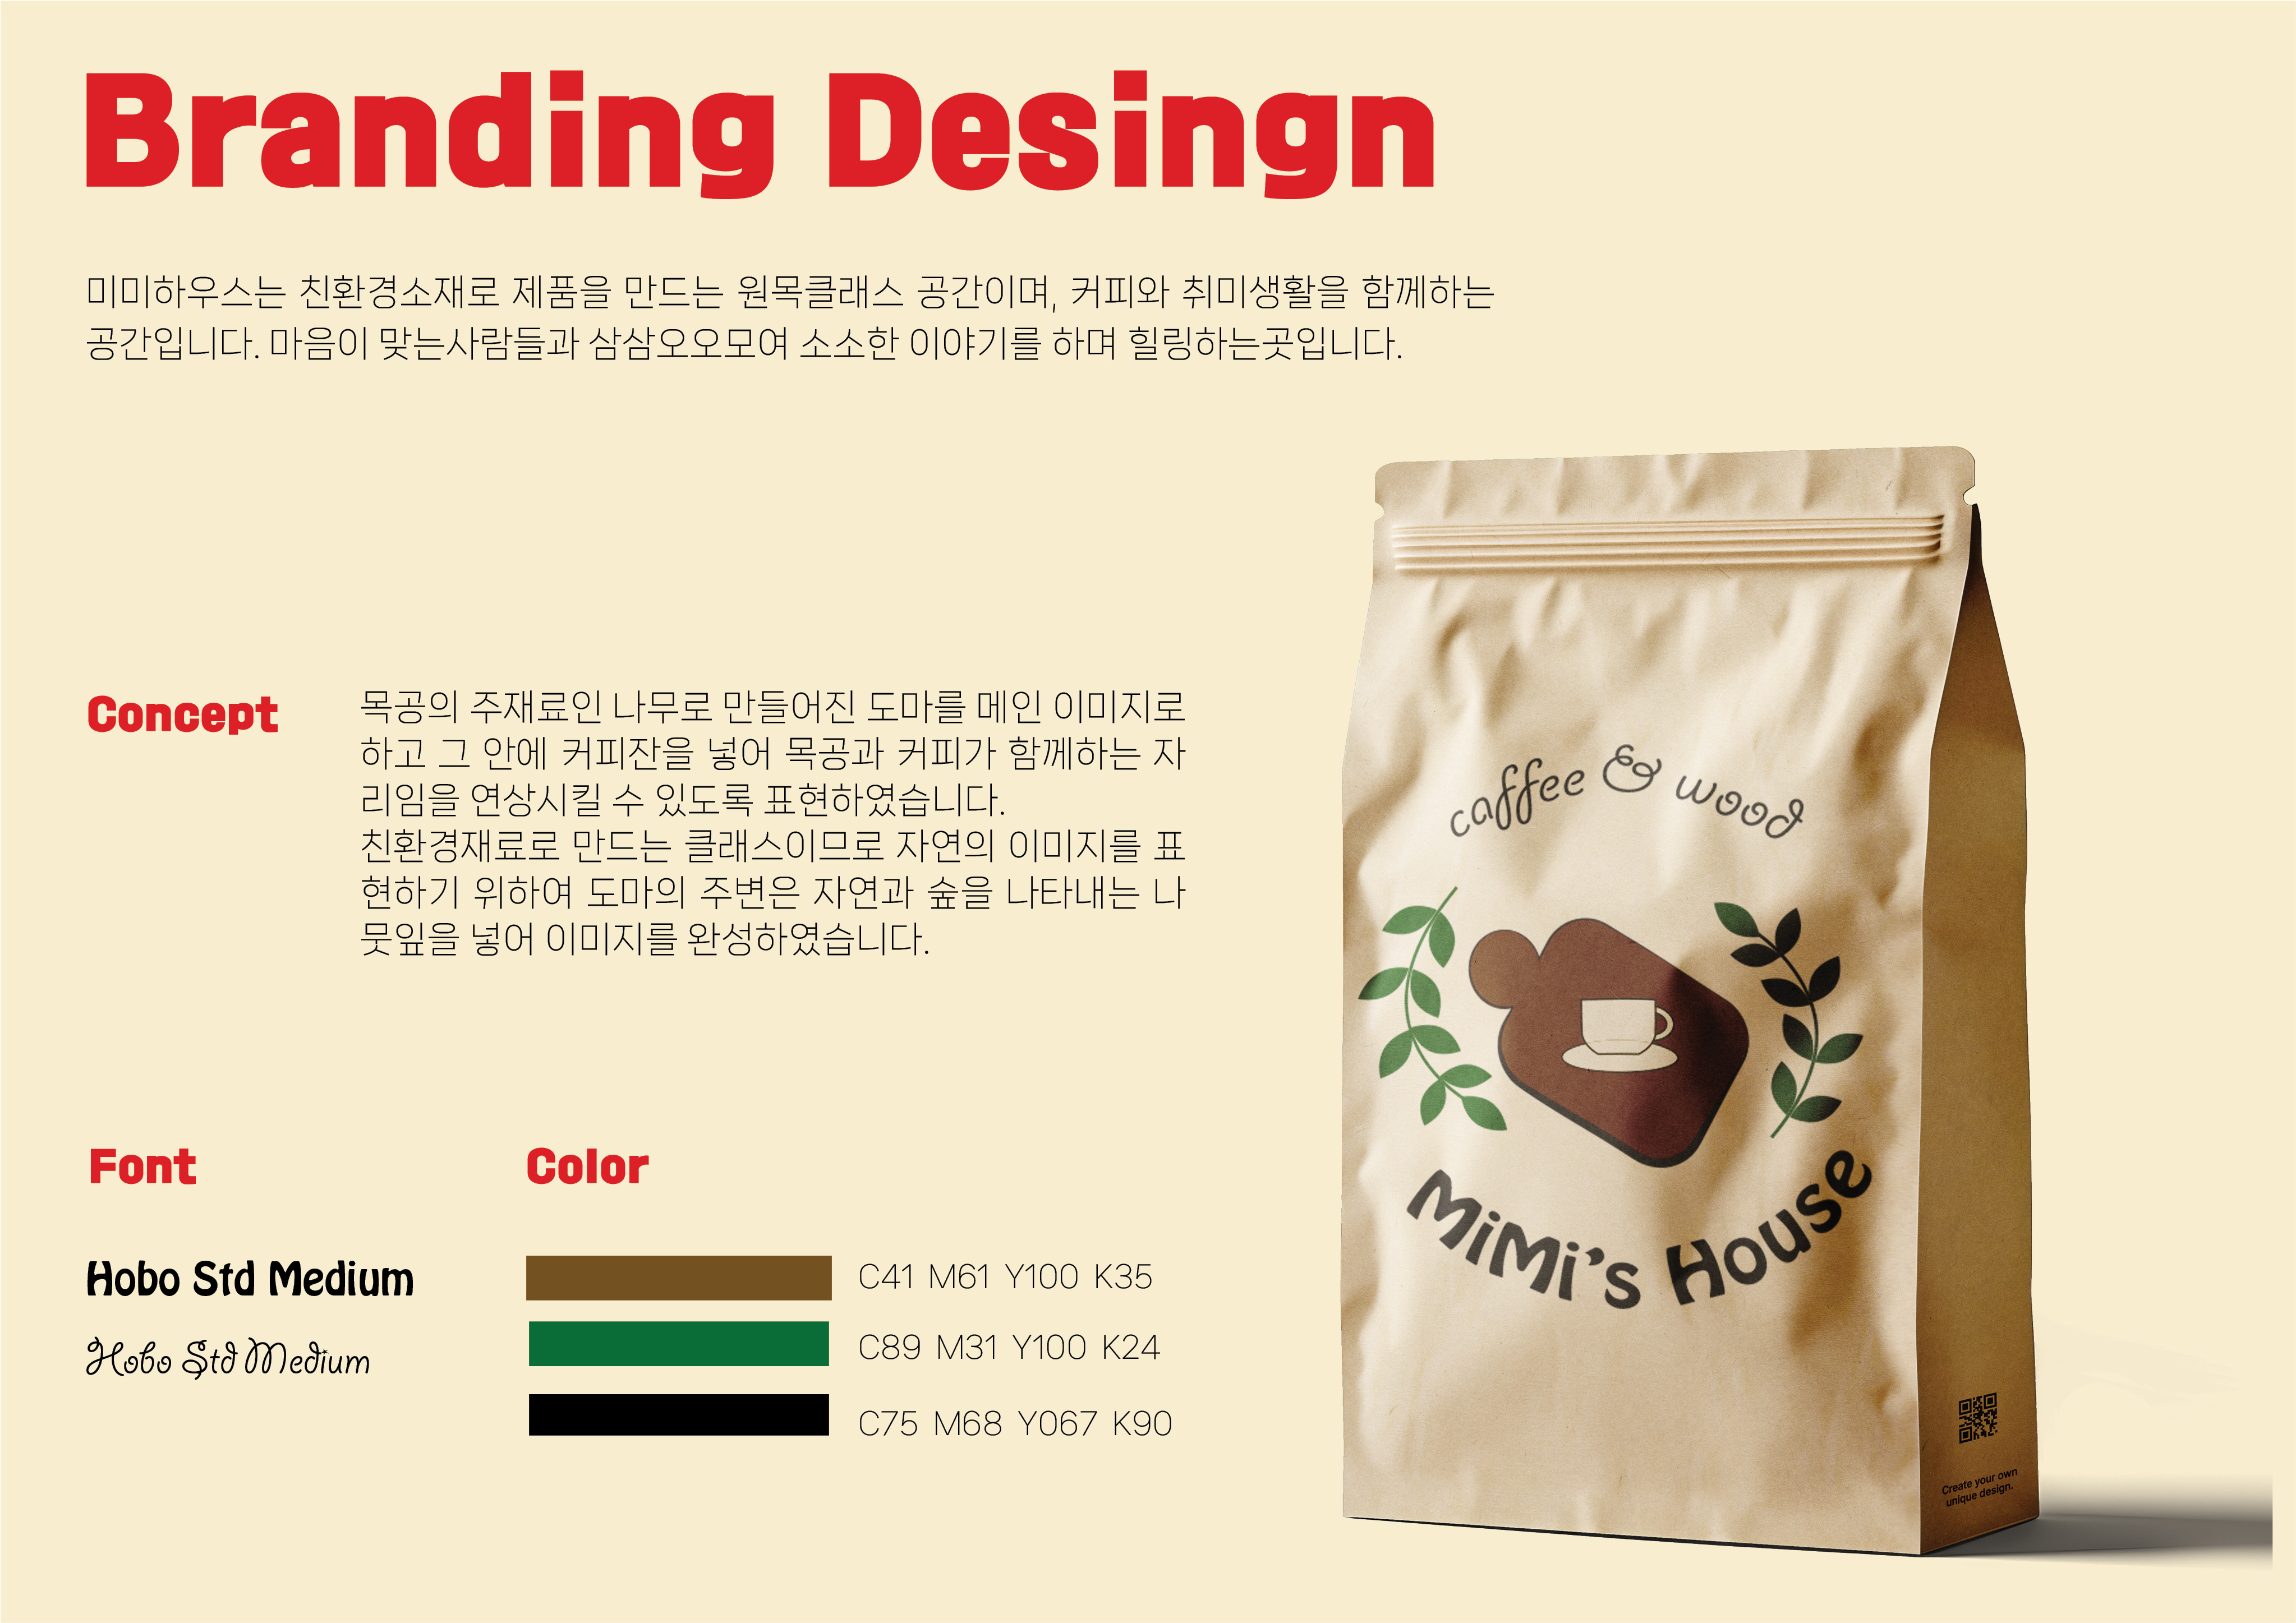 Branding Desingn
미미하우스는 친환경소재로 제품을 만드는 원목클래스 공간이며, 커피와 취미생활을 함께하는
공간입니다. 마음이 맞는사람들과 삼삼오오모여 소소한 이야기를 하며 힐링하는곳입니다.
Concept
목공의 주재료인 나무로 만들어진 도마를 메인 이미지로
하고 그 안에 커피잔을 넣어 목공과 커피가 함께하는 자
리임을 연상시킬 수 있도록 표현하였습니다.
친환경재료로 만드는 클래스이므로 자연의 이미지를 표
현하기 위하여 도마의 주변은 자연과 숲을 나타내는 나
뭇잎을 넣어 이미지를 완성하였습니다.
Font
Hobo Std Medium
Hobo Std Medium
Color
C41 M61 Y100 K35
C89 M31 Y100 K24
C75 M68 Y067 K90
caffee & wood
MiMi's House
Create your own
unique design.